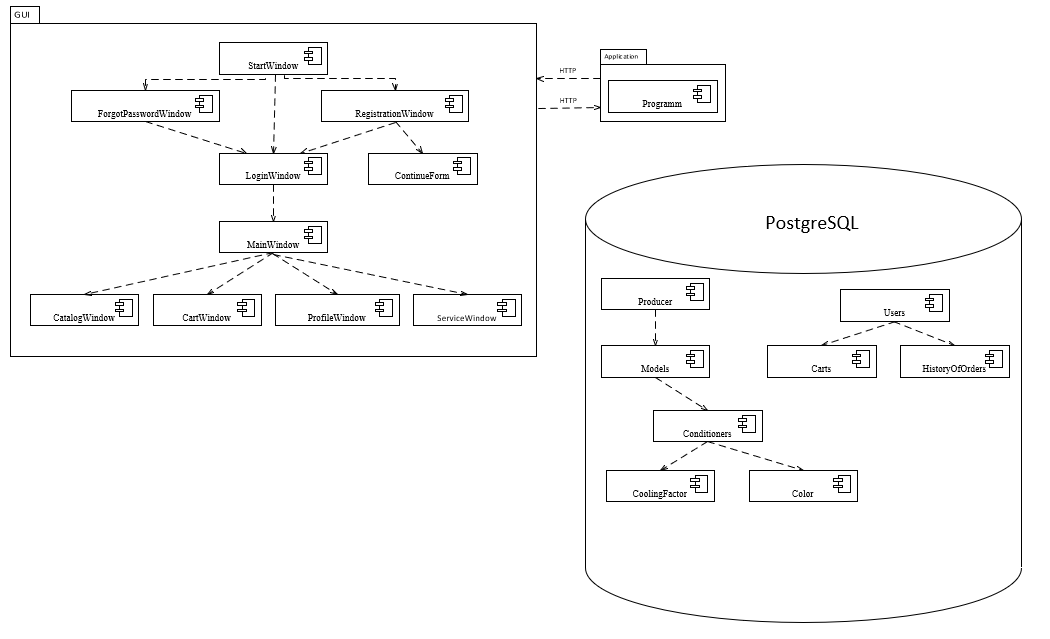 GUI
StartWindow
ForgotPasswordWindow
RegistrationWindow
LoginWindow
ContinueForm
MainWindow
CatalogWindow
CartWindow
ProfileWindow
ServiceWindow
HTTP
HTTP
Application
Programm
PostgreSQL
Producer
Users
Models
Carts
HistoryOfOrders
Conditioners
CoolingFactor
Color